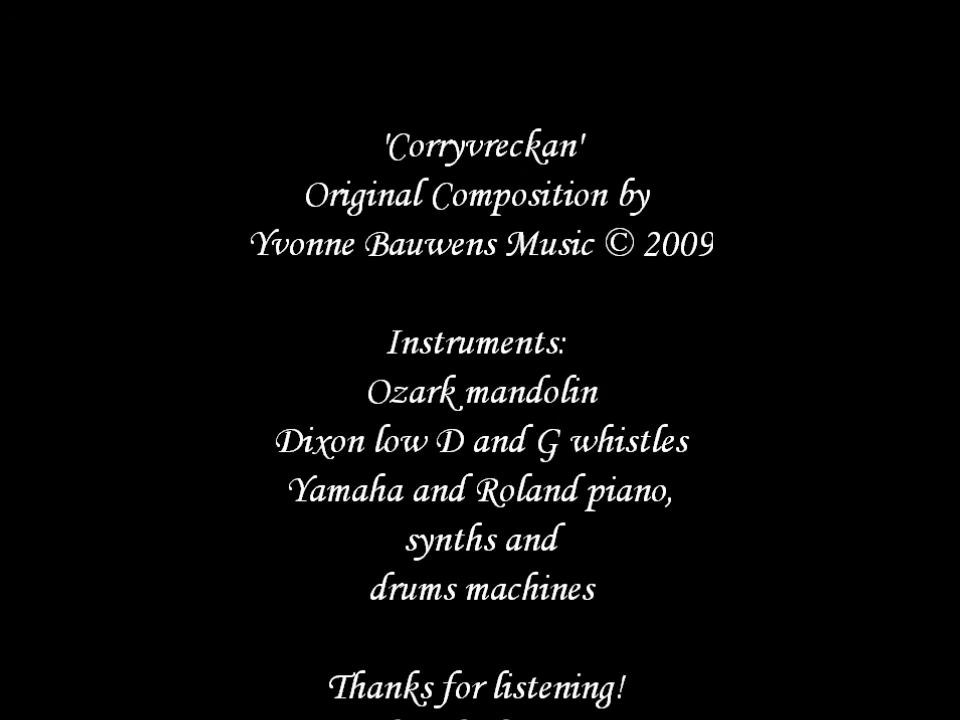 'Corryvreckan'
Original Composition by
Yvonne Bauwens Music © 2009
Instruments:
Ozark mandolin
Dixon low D and G whistles
Yamaha and Roland piano,
synths and
drums machines
Thanks for listening!